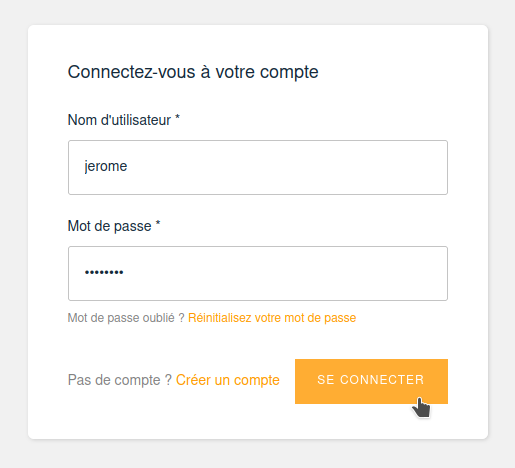 Connectez-vous à votre compte
Nom d'utilisateur *
jerome
Mot de passe *
••••••••
Mot de passe oublié ? Réinitialisez votre mot de passe
Pas de compte ? Créer un compte
SE CONNECTER